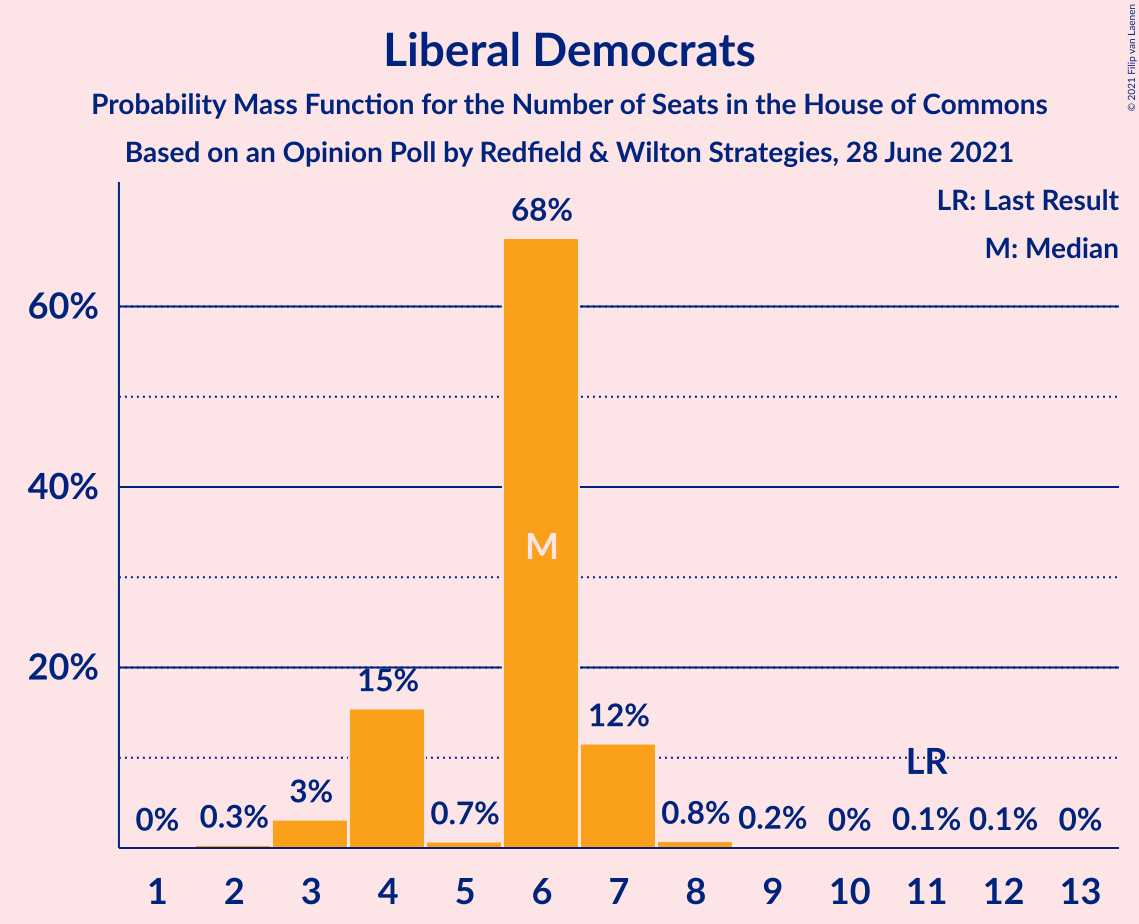 Liberal Democrats
Probability Mass Function for the Number of Seats in the House of Commons
Based on an Opinion Poll by Redfield & Wilton Strategies, 28 June 2021
© 2021 Filip van Laenen
LR: Last Result
M: Median
68%
60%
40%
M
20%
15%
12%
LR
3%
0% 0.3% 0.7% 0.8% 0.2% 0% 0.1% 0.1% 0%
1 2 3 4 5 6 7 8 9 10 11 12 13